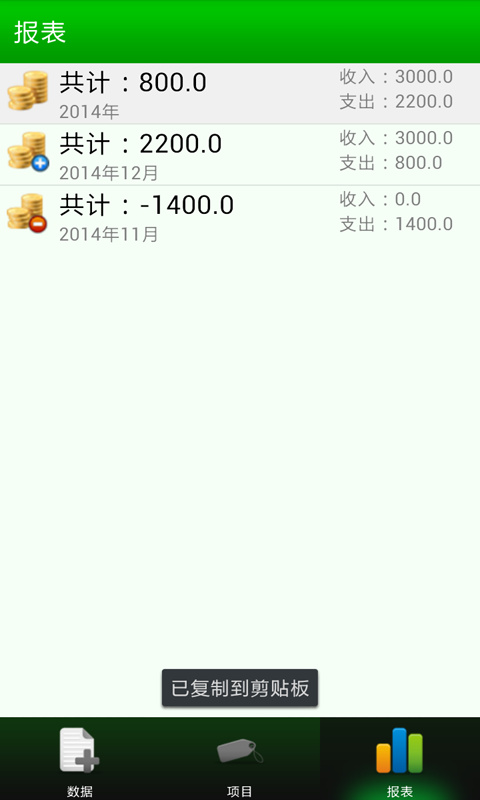 报表
共计：800.0
收入：3000.0
2014年
支出：2200.0
共计：2200.0
收入：3000.0
2014年12月
支出：800.0
共计：-1400.0
收入：0.0
2014年11月
支出：1400.0
已复制到剪贴板
数据
项目
报表